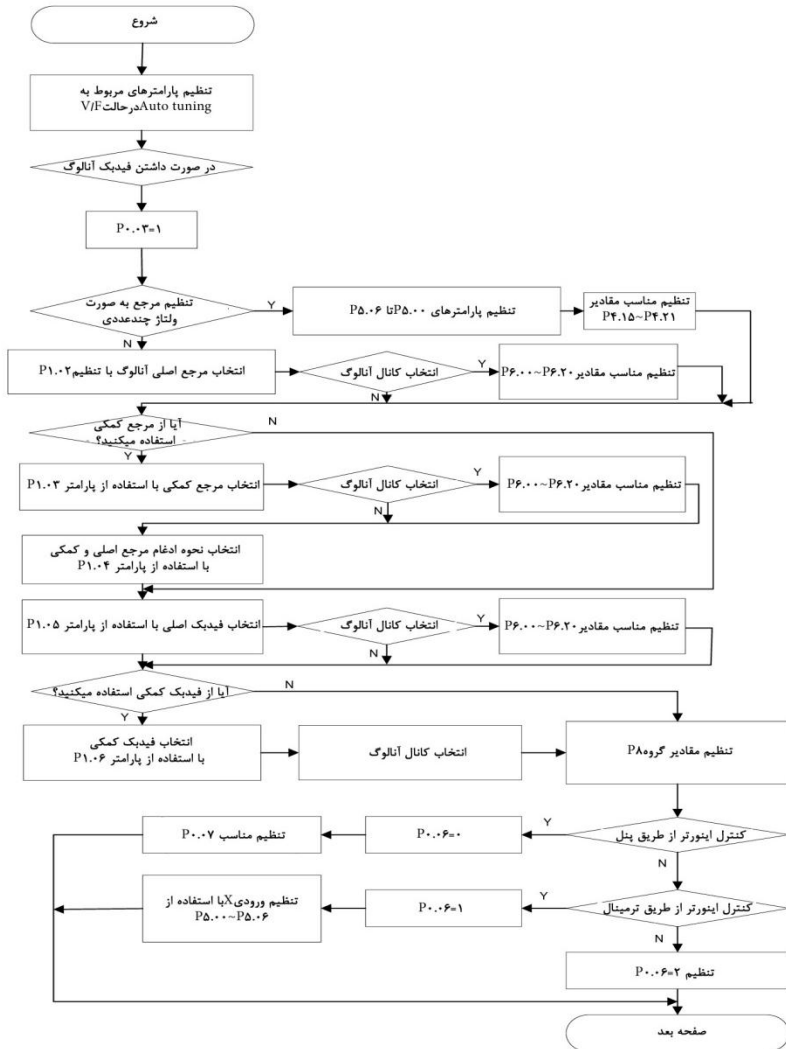 شروع
تنظیم پارامترهای مربوط به
Auto tuningدرحالتV/F
در صورت داشتن فیدبک آنالوگ
P۰.۰۳=۱
تنظیم مرجع به صورت
ولتاژ چندعددی
Y
تنظیم پارامترهای P۵.۰۰تا P۵.۰۶
تنظیم مناسب مقادیر
P۴.۱۵~P۴.۲۱
N
انتخاب مرجع اصلی آنالوگ با تنظیم P۱.۰۲
انتخاب کانال آنالوگ
Y
تنظیم مناسب مقادیر P۶.۰۰~P۶.۲۰
N
آیا از مرجع کمکی
استفاده میکنید؟
N
Y
انتخاب مرجع کمکی با استفاده از پارامتر P۱.۰۳
انتخاب کانال آنالوگ
Y
تنظیم مناسب مقادیر P۶.۰۰~P۶.۲۰
N
انتخاب نحوه ادغام مرجع اصلی و کمکی
با استفاده از پارامتر P۱.۰۴
انتخاب فیدبک اصلی با استفاده از پارامتر P۱.۰۵
انتخاب کانال آنالوگ
Y
تنظیم مناسب مقادیر P۶.۰۰~P۶.۲۰
N
آیا از فیدبک کمکی استفاده میکنید؟
N
Y
انتخاب فیدبک کمکی
با استفاده از پارامتر P۱.۰۶
انتخاب کانال آنالوگ
تنظیم مقادیر گروه P۸
کنترل اینورتر از طریق پنل
Y
P۰.۰۶=۰
تنظیم مناسب P۰.۰۷
N
کنترل اینورتر از طریق ترمینال
Y
P۰.۰۶=۱
تنظیم ورودی Xبا استفاده از
P۵.۰۰~P۵.۰۶
N
تنظیم P۰.۰۶=۲
صفحه بعد